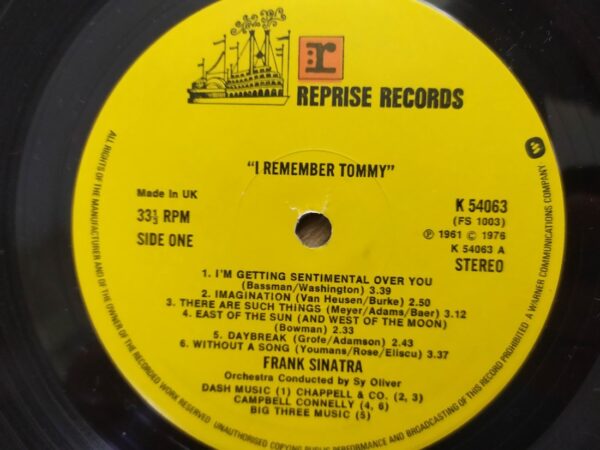 r
REPRISE RECORDS
"I REMEMBER TOMMY"
Made In UK
33⅓ RPM
SIDE ONE
K 54063
(FS 1003)
℗ 1961 © 1976
K 54063 A
STEREO
1. I'M GETTING SENTIMENTAL OVER YOU
(Bassman/Washington) 3.39
2. IMAGINATION (Van Heusen/Burke) 2.50
3. THERE ARE SUCH THINGS (Meyer/Adams/Baer) 3.12
4. EAST OF THE SUN (AND WEST OF THE MOON)
(Bowman) 2.33
5. DAYBREAK (Grofe/Adamson) 2.43
6. WITHOUT A SONG (Youmans/Rose/Eliscu) 3.37
FRANK SINATRA
Orchestra Conducted by Sy Oliver
DASH MUSIC (1) CHAPPELL & CO. (2, 3)
CAMPBELL CONNELLY (4, 6)
BIG THREE MUSIC (5)
ALL RIGHTS OF THE MANUFACTURER AND OF THE OWNER OF THE RECORDED WORK RESERVED UNAUTHORISED COPYING PUBLIC PERFORMANCE AND BROADCASTING OF THIS RECORD PROHIBITED A WARNER COMMUNICATIONS COMPANY